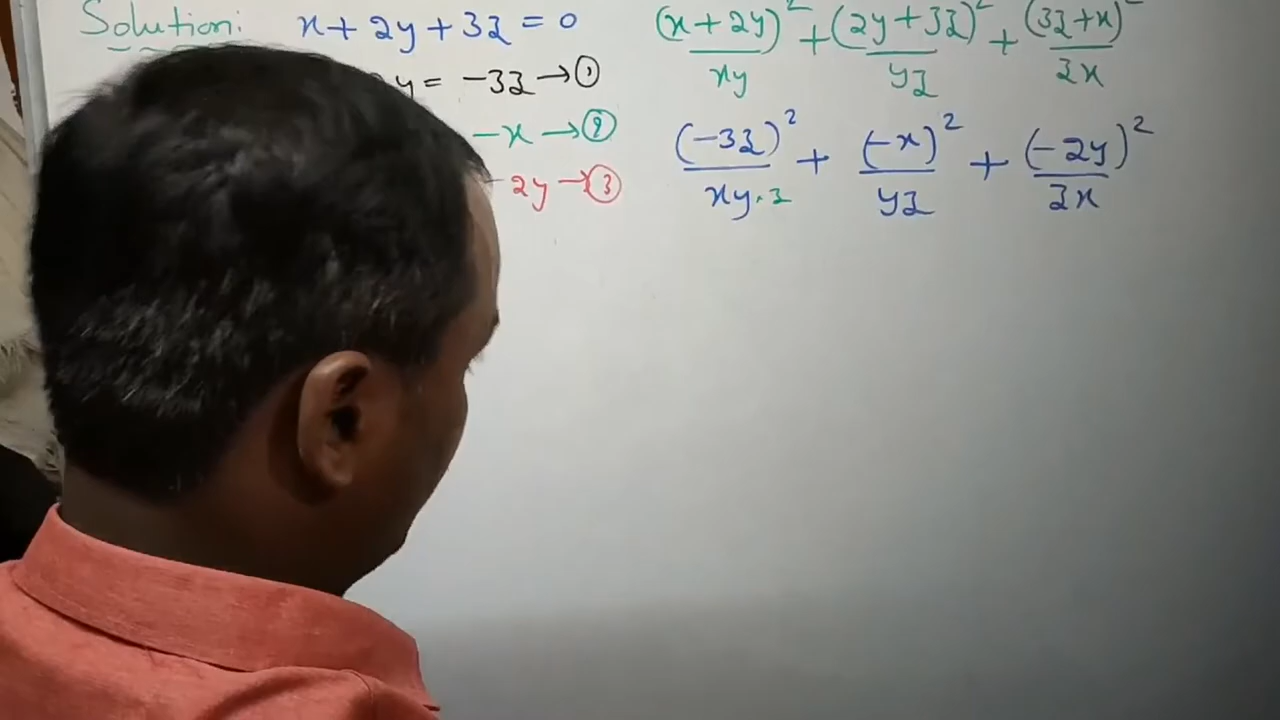 Solution: x + 2y + 3z = 0
y = -3z → ①
-x → ②
2y → ③
(x + 2y)²/xy + (2y + 3z)²/yz + (3z + x)²/zx
(-3z)²/xy·z + (-x)²/yz + (-2y)²/zx